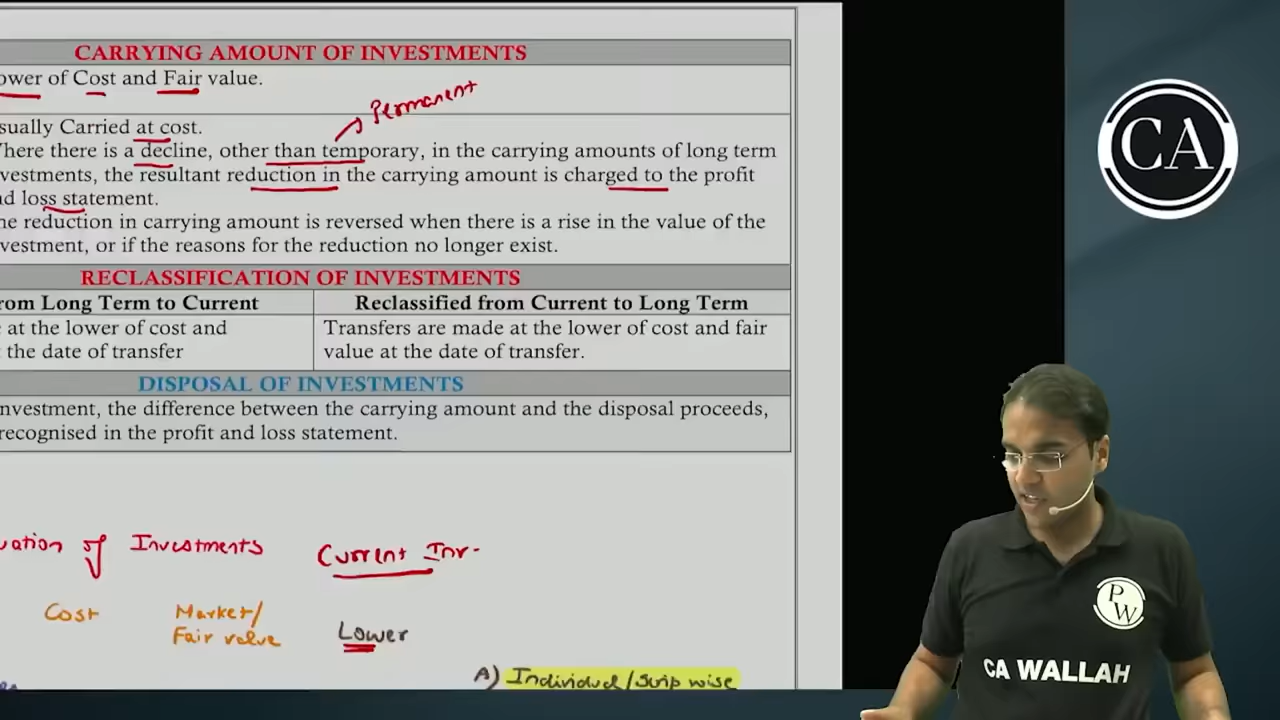 CARRYING AMOUNT OF INVESTMENTS
ower of Cost and Fair value.
Permanent
sually Carried at cost.
here there is a decline, other than temporary, in the carrying amounts of long term
vestments, the resultant reduction in the carrying amount is charged to the profit
nd loss statement.
he reduction in carrying amount is reversed when there is a rise in the value of the
vestment, or if the reasons for the reduction no longer exist.
RECLASSIFICATION OF INVESTMENTS
rom Long Term to Current
Reclassified from Current to Long Term
at the lower of cost and
the date of transfer
Transfers are made at the lower of cost and fair
value at the date of transfer.
DISPOSAL OF INVESTMENTS
nvestment, the difference between the carrying amount and the disposal proceeds,
recognised in the profit and loss statement.
uation of Investments
Current Inv.
Cost
Market/
Fair value
Lower
A) Individual/Scrip wise
CA
PW
CA WALLAH